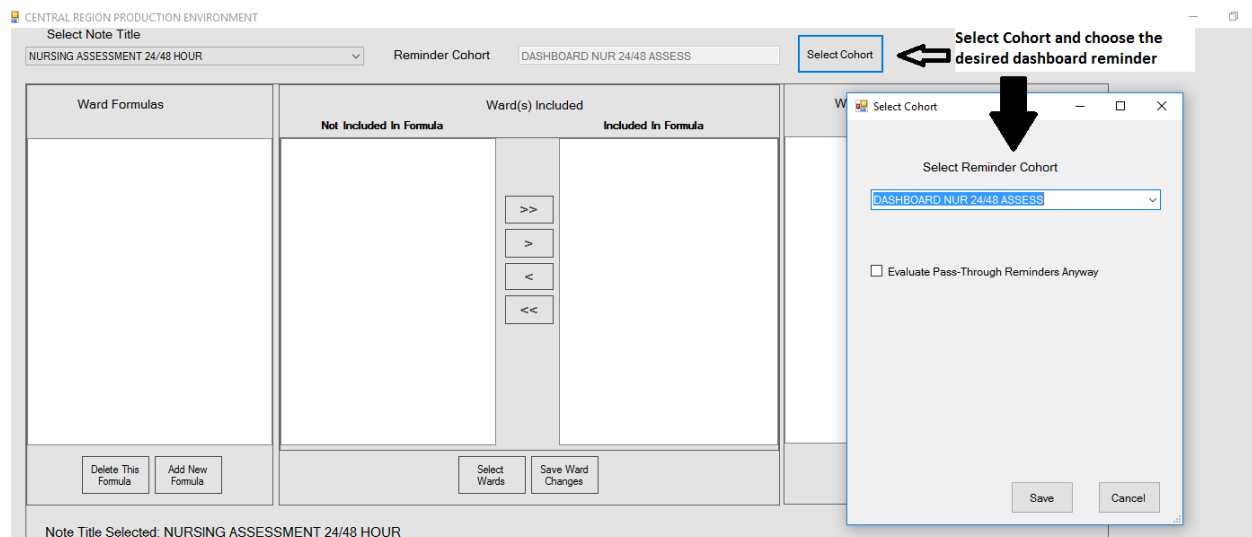 CENTRAL REGION PRODUCTION ENVIRONMENT
Select Note Title
NURSING ASSESSMENT 24/48 HOUR
Reminder Cohort
DASHBOARD NUR 24/48 ASSESS
Select Cohort
Select Cohort and choose the
desired dashboard reminder
Ward Formulas
Ward(s) Included
Not Included In Formula
Included In Formula
W
>>
>
<
<<
Delete This
Formula
Add New
Formula
Select
Wards
Save Ward
Changes
Select Cohort
Select Reminder Cohort
DASHBOARD NUR 24/48 ASSESS
Evaluate Pass-Through Reminders Anyway
Save
Cancel
Note Title Selected: NURSING ASSESSMENT 24/48 HOUR